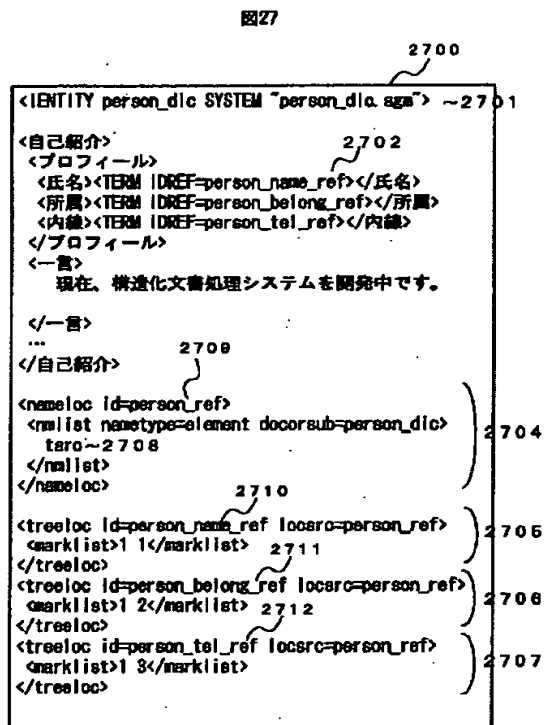 図27
2700
<!ENTITY person_dic SYSTEM "person_dic.sgm"> ~2701
<自己紹介>
2702
<プロフィール>
<氏名><TERM IDREF=person_name_ref></氏名>
<所属><TERM IDREF=person_belong_ref></所属>
<内線><TERM IDREF=person_tel_ref></内線>
</プロフィール>
<一言>
現在、構造化文書処理システムを開発中です。
</一言>
...
</自己紹介>
2709
<nameloc id=person_ref>
<nmlist nametype=element docorsub=person_dic>
2704
taro~2708
</nmlist>
</nameloc>
2710
<treeloc id=person_name_ref locsrc=person_ref>
2705
<marklist>1 1</marklist>
2711
</treeloc>
<treeloc id=person_belong_ref locsrc=person_ref>
2706
<marklist>1 2</marklist>
2712
</treeloc>
<treeloc id=person_tel_ref locsrc=person_ref>
2707
<marklist>1 3</marklist>
</treeloc>